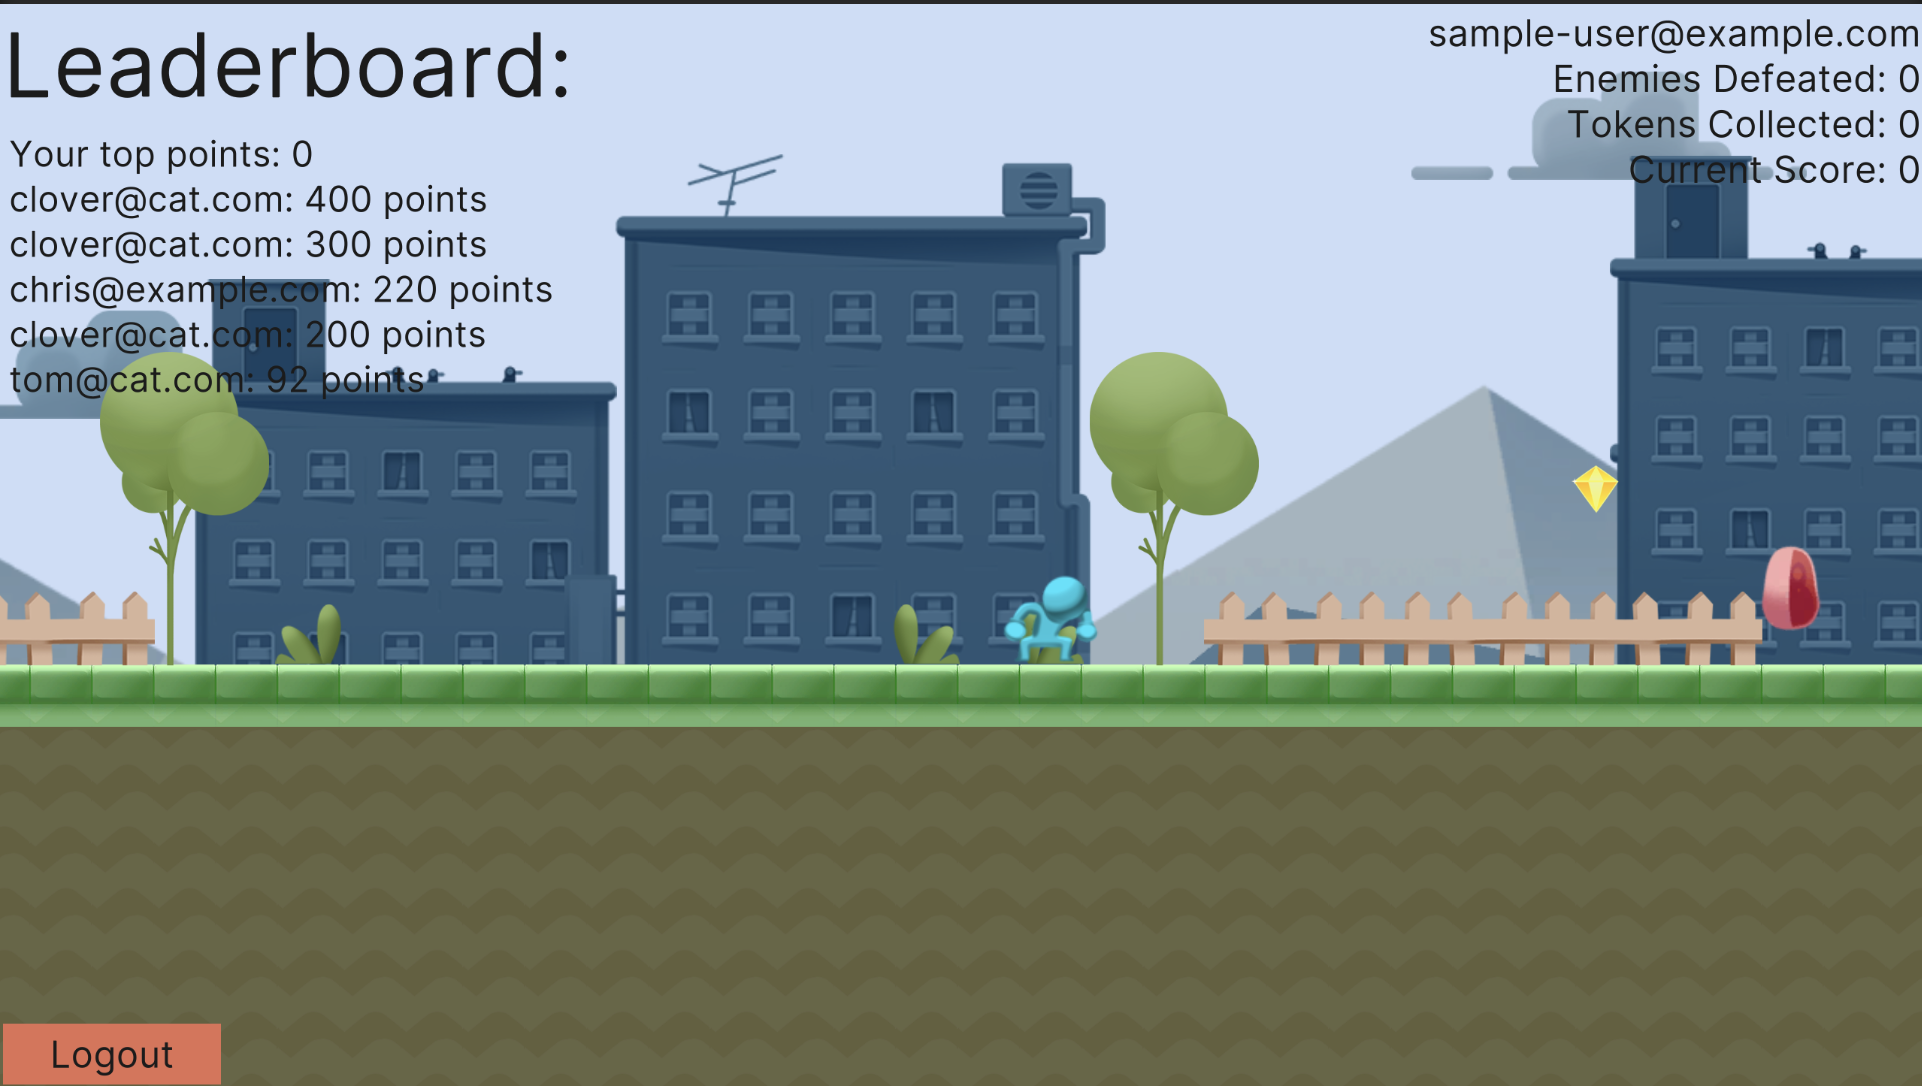 Leaderboard:
Your top points: 0
clover@cat.com: 400 points
clover@cat.com: 300 points
chris@example.com: 220 points
clover@cat.com: 200 points
tom@cat.com: 92 points
sample-user@example.com
Enemies Defeated: 0
Tokens Collected: 0
Current Score: 0
Logout